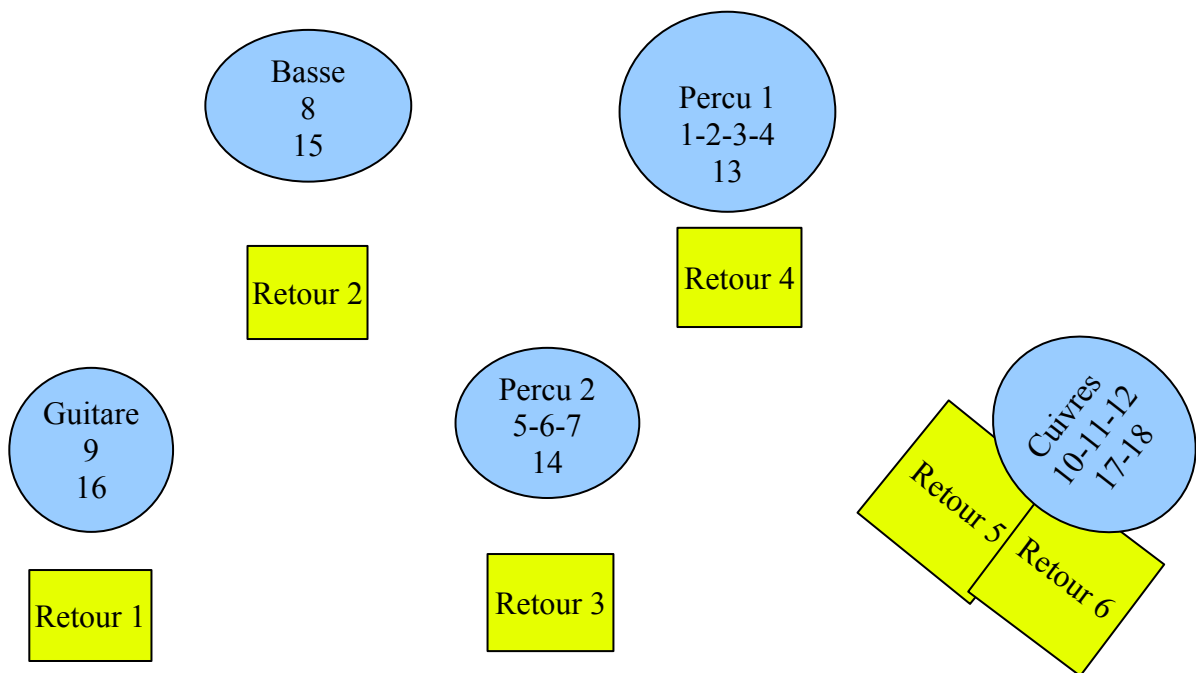 Basse
8
15
Percu 1
1-2-3-4
13
Retour 2
Retour 4
Guitare
9
16
Percu 2
5-6-7
14
Cuivres
10-11-12
17-18
Retour 5
Retour 6
Retour 1
Retour 3